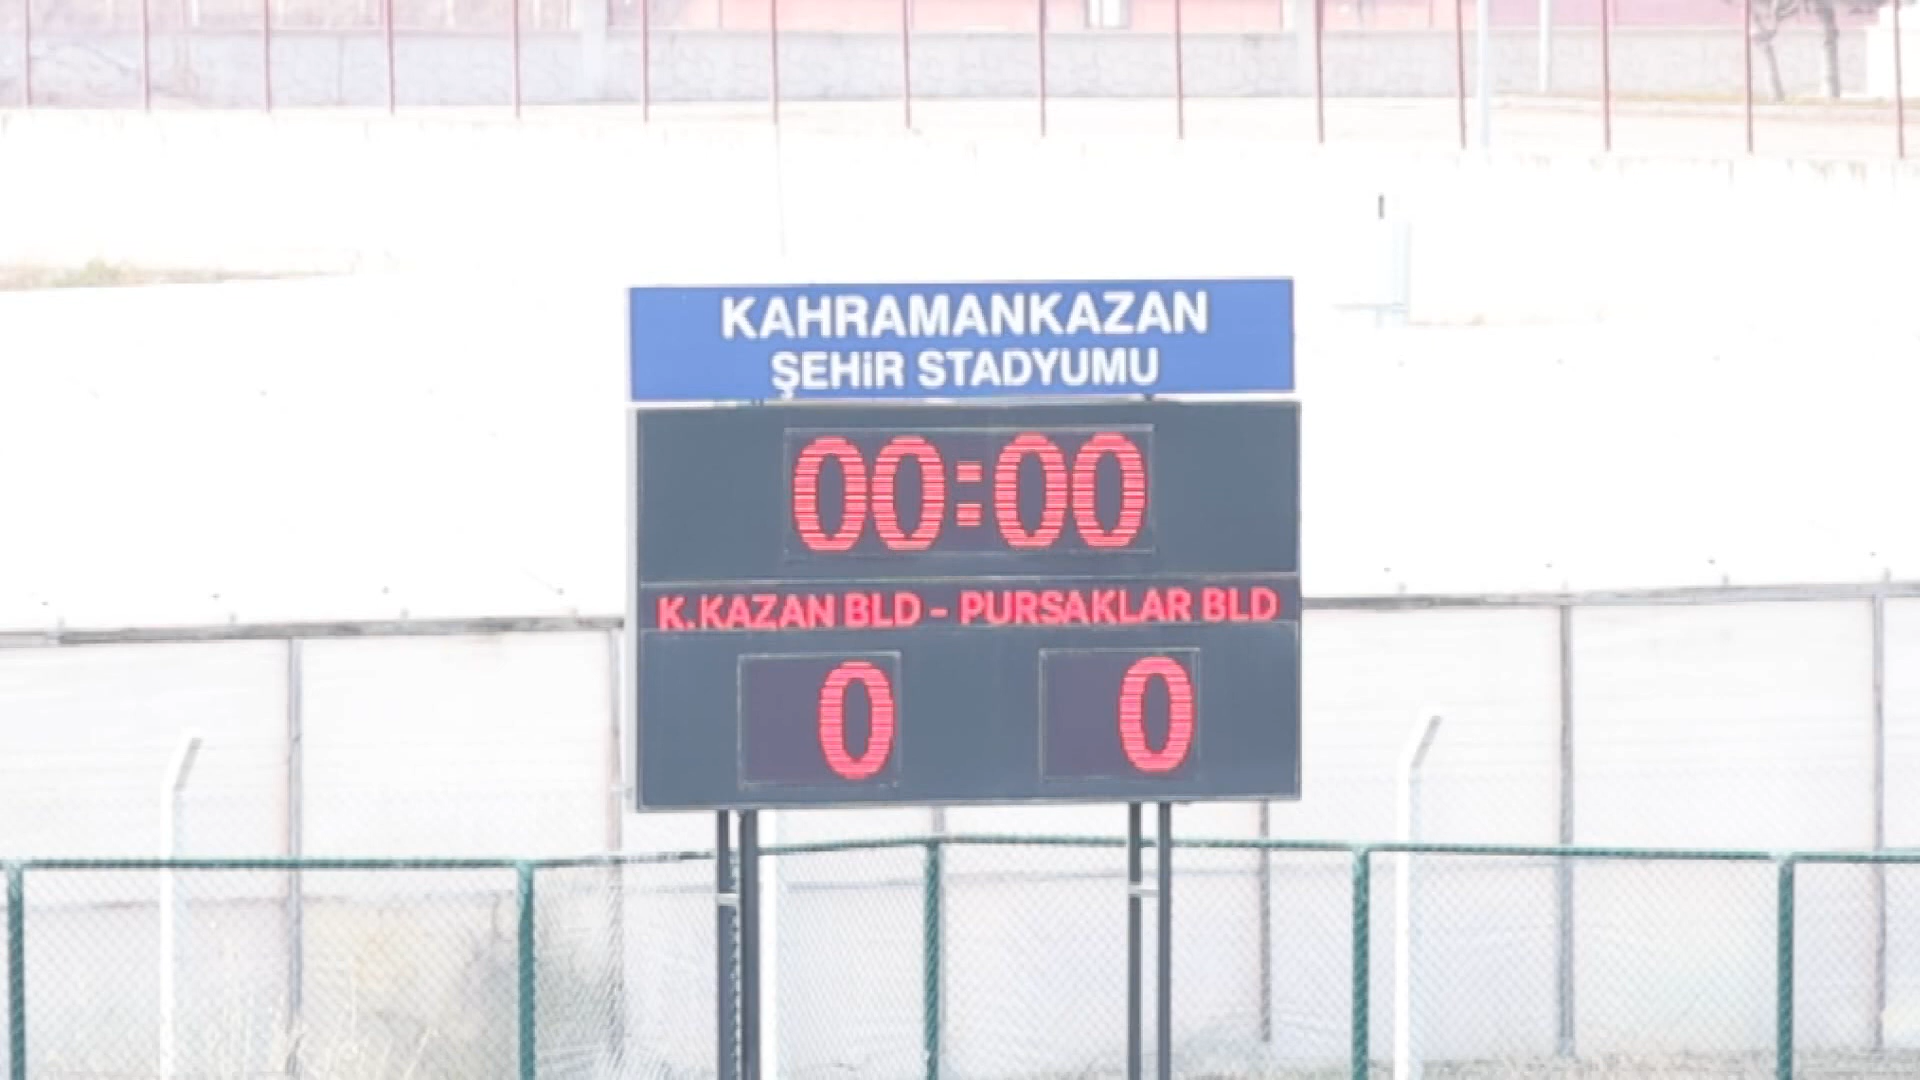 KAHRAMANKAZAN
ŞEHiR STADYUMU
00:00
K.KAZAN BLD - PURSAKLAR BLD
0 0